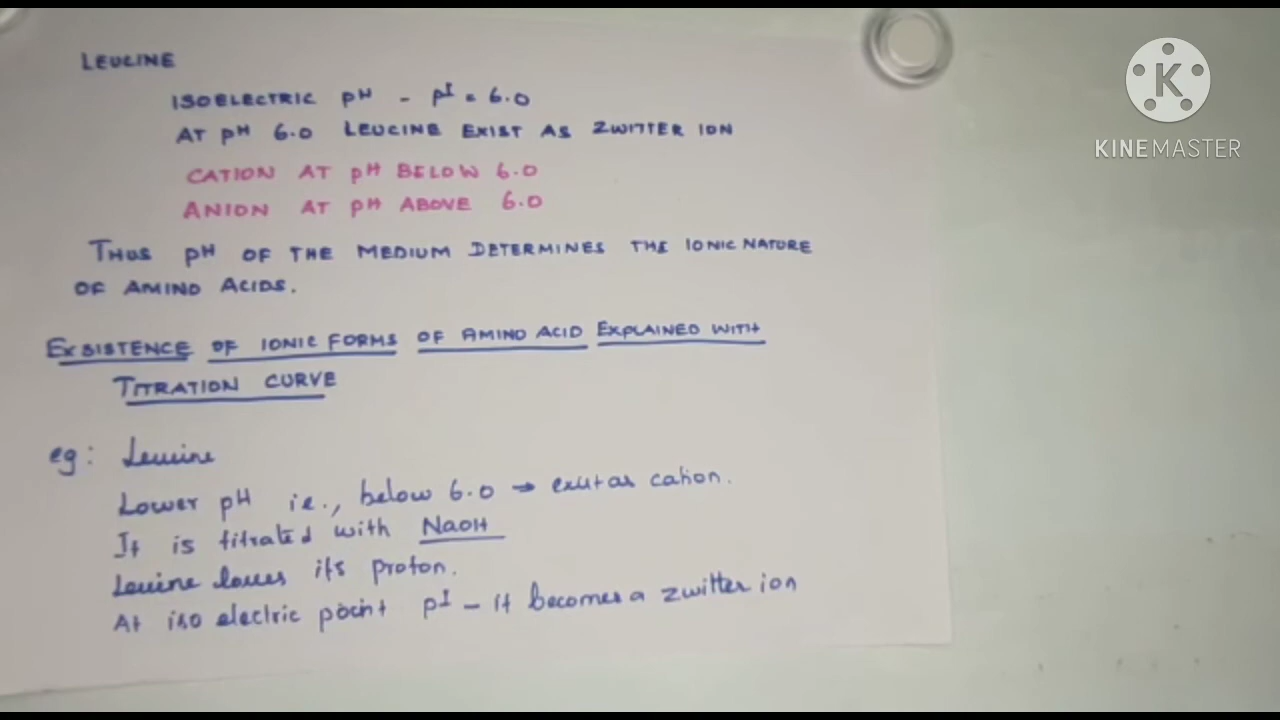 LEUCINE
ISOELECTRIC pH - pI = 6.0
AT pH 6.0 LEUCINE EXIST AS ZWITTER ION
CATION AT pH BELOW 6.0
ANION AT pH ABOVE 6.0
THUS pH OF THE MEDIUM DETERMINES THE IONIC NATURE
OF AMINO ACIDS.
EXSISTENCE OF IONIC FORMS OF AMINO ACID EXPLAINED WITH
TITRATION CURVE
eg: Leucine
Lower pH ie., below 6.0 → exist as cation.
It is titrated with NaOH
Leucine loses its proton.
At iso electric point pI - it becomes a zwitter ion
K
KINEMASTER